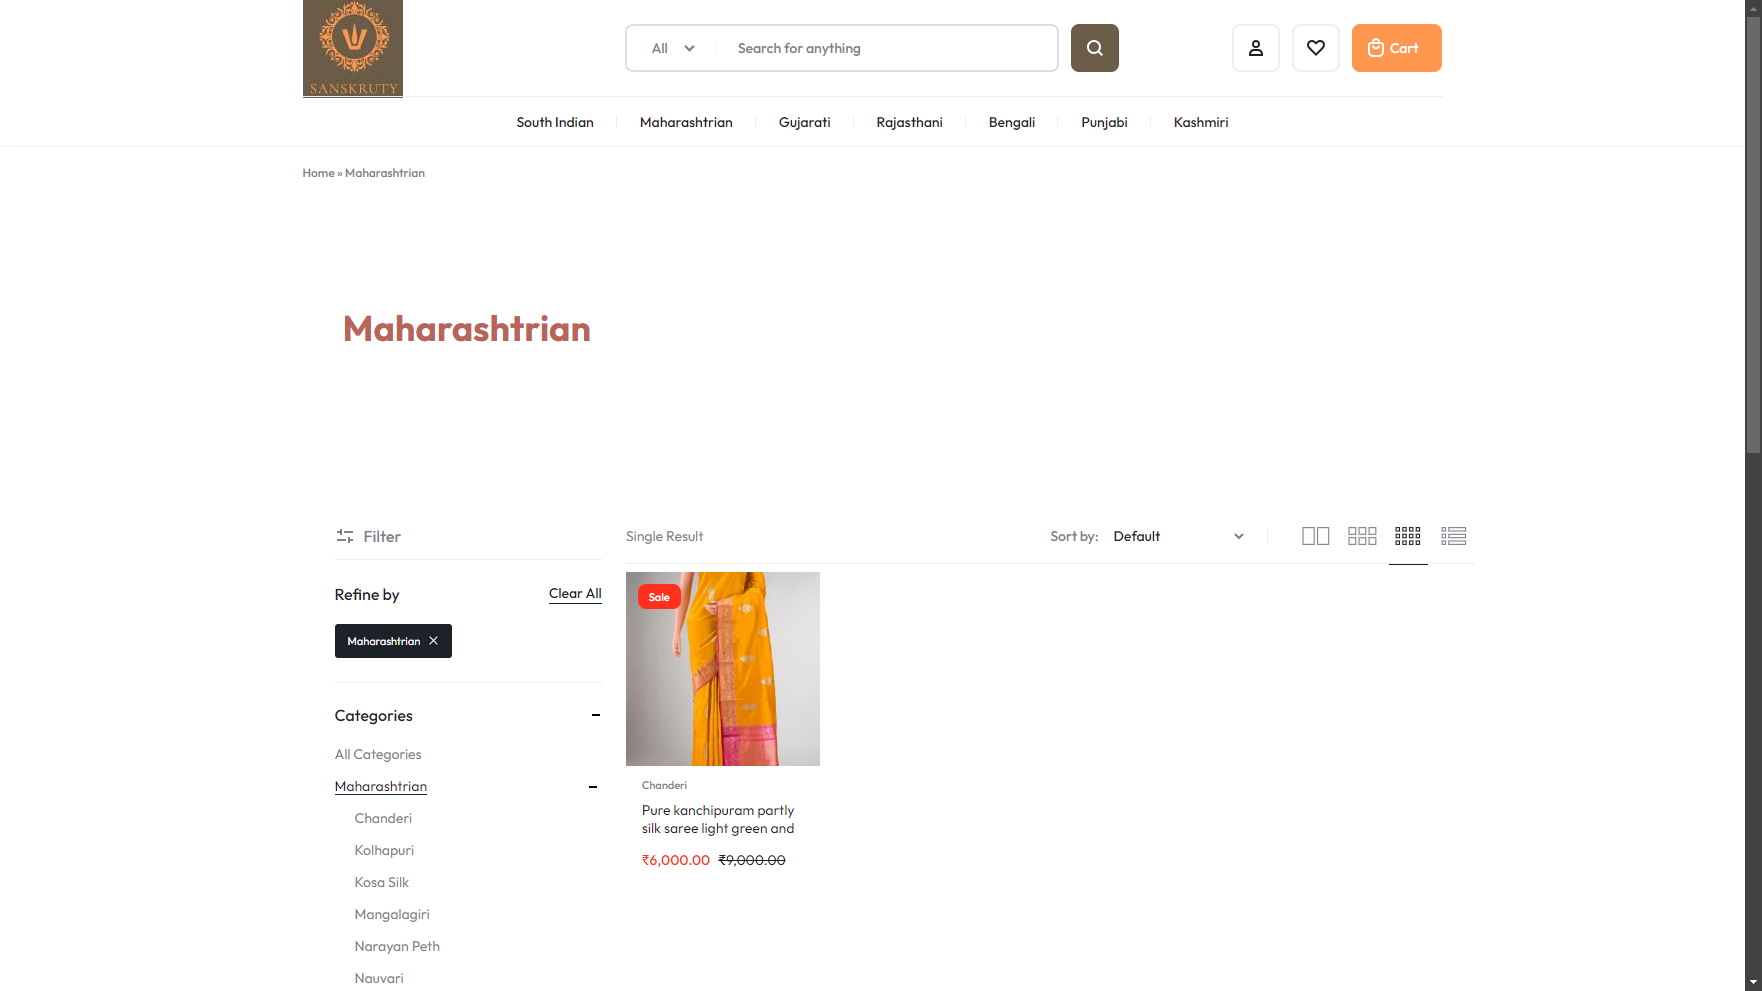 SANSKRUTY
All
Search for anything
Cart
South Indian
Maharashtrian
Gujarati
Rajasthani
Bengali
Punjabi
Kashmiri
Home » Maharashtrian
Maharashtrian
Filter
Single Result
Sort by: Default
Refine by
Clear All
Maharashtrian
Categories
All Categories
Maharashtrian
Chanderi
Kolhapuri
Kosa Silk
Mangalagiri
Narayan Peth
Nauvari
Sale
Chanderi
Pure kanchipuram partly
silk saree light green and
₹6,000.00 ₹9,000.00